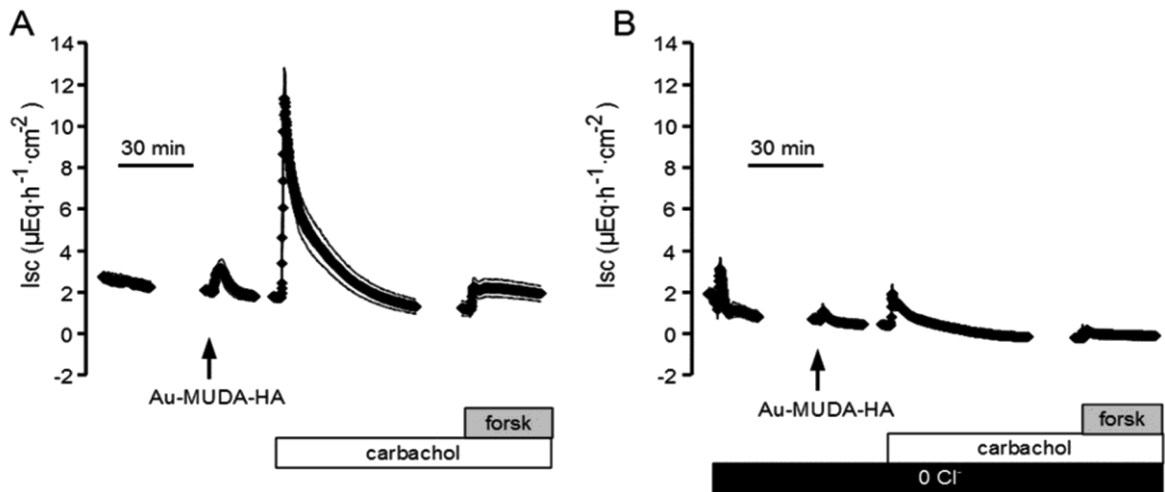 A
14
12
10
8
6
4
2
0
-2
Isc (µEq·h⁻¹·cm⁻²)
30 min
Au-MUDA-HA
forsk
carbachol
B
14
12
10
8
6
4
2
0
-2
Isc (µEq·h⁻¹·cm⁻²)
30 min
Au-MUDA-HA
forsk
carbachol
0 Cl⁻